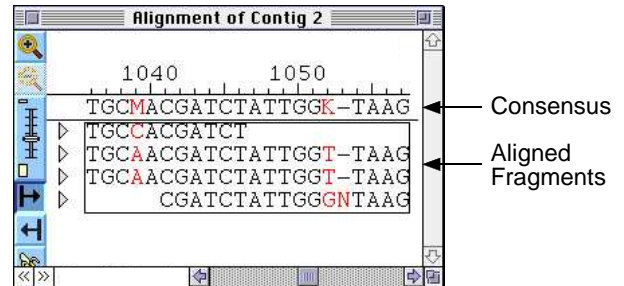 Alignment of Contig 2
1040 1050
TGCMACGATCTATTGGK-TAAG
Consensus
TGCCACGATCT
TGCAACGATCTATTGGT-TAAG
Aligned
TGCAACGATCTATTGGT-TAAG
Fragments
CGATCTATTGGGNTAAG